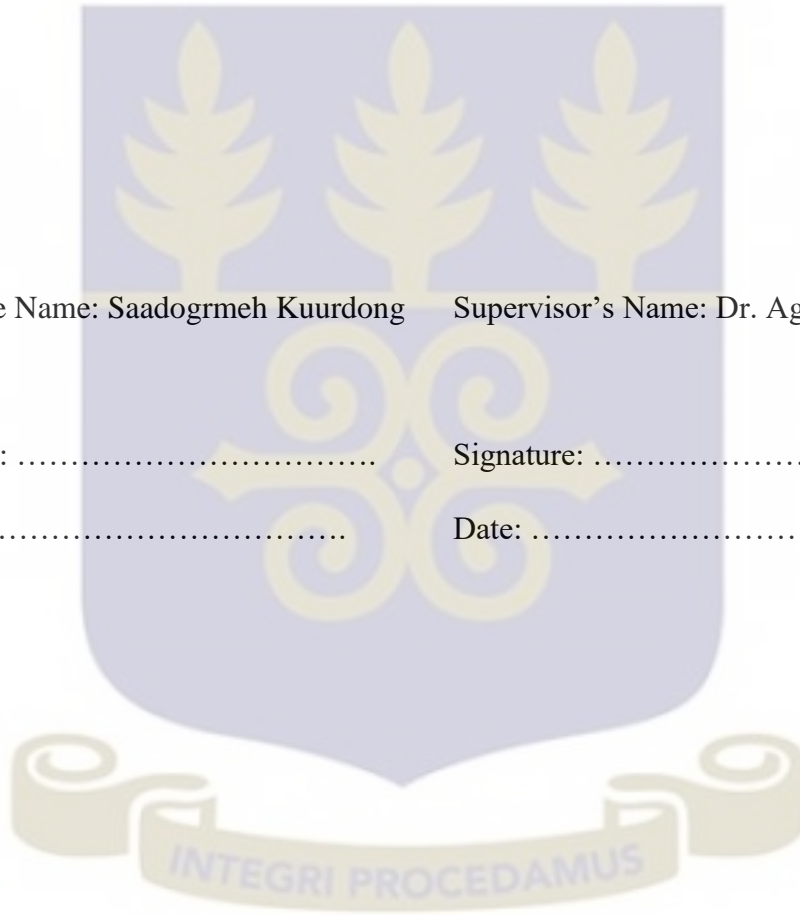 e Name: Saadogrmeh Kuurdong Supervisor's Name: Dr. Ag
: ………………………………. Signature: …………………
………………………………. Date: ………………………
INTEGRI PROCEDAMUS